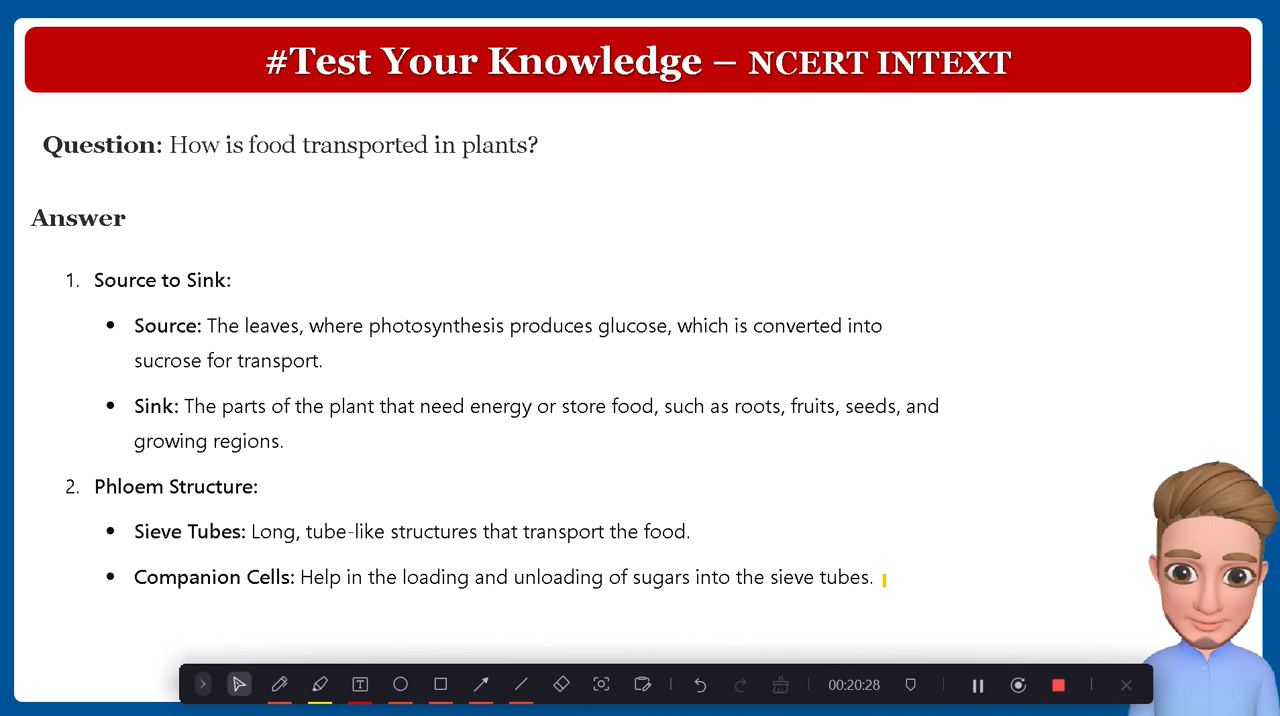 #Test Your Knowledge – NCERT INTEXT
Question: How is food transported in plants?
Answer
1. Source to Sink:
• Source: The leaves, where photosynthesis produces glucose, which is converted into
sucrose for transport.
• Sink: The parts of the plant that need energy or store food, such as roots, fruits, seeds, and
growing regions.
2. Phloem Structure:
• Sieve Tubes: Long, tube-like structures that transport the food.
• Companion Cells: Help in the loading and unloading of sugars into the sieve tubes.
00:20:28